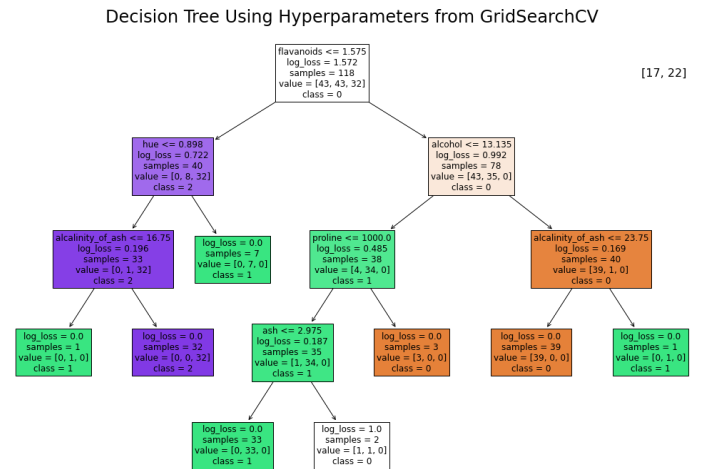 Decision Tree Using Hyperparameters from GridSearchCV
flavanoids <= 1.575
log_loss = 1.572
samples = 118
value = [43, 43, 32]
class = 0
[17, 22]
hue <= 0.898
log_loss = 0.722
samples = 40
value = [0, 8, 32]
class = 2
alcohol <= 13.135
log_loss = 0.992
samples = 78
value = [43, 35, 0]
class = 0
alcalinity_of_ash <= 16.75
log_loss = 0.196
samples = 33
value = [0, 1, 32]
class = 2
log_loss = 0.0
samples = 7
value = [0, 7, 0]
class = 1
proline <= 1000.0
log_loss = 0.485
samples = 38
value = [4, 34, 0]
class = 1
alcalinity_of_ash <= 23.75
log_loss = 0.169
samples = 40
value = [39, 1, 0]
class = 0
log_loss = 0.0
samples = 1
value = [0, 1, 0]
class = 1
log_loss = 0.0
samples = 32
value = [0, 0, 32]
class = 2
ash <= 2.975
log_loss = 0.187
samples = 35
value = [1, 34, 0]
class = 1
log_loss = 0.0
samples = 3
value = [3, 0, 0]
class = 0
log_loss = 0.0
samples = 39
value = [39, 0, 0]
class = 0
log_loss = 0.0
samples = 1
value = [0, 1, 0]
class = 1
log_loss = 0.0
samples = 33
value = [0, 33, 0]
class = 1
log_loss = 1.0
samples = 2
value = [1, 1, 0]
class = 0